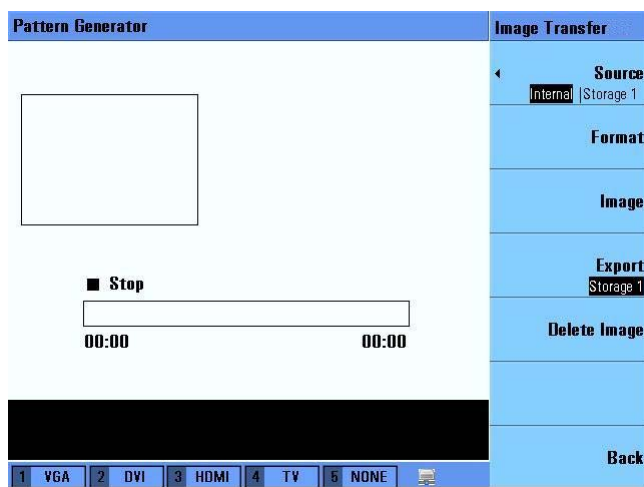 Pattern Generator
Image Transfer
Source
Internal |Storage 1
Format
Image
Export
Storage 1
Stop
00:00 00:00
Delete Image
Back
1 VGA 2 DVI 3 HDMI 4 TV 5 NONE